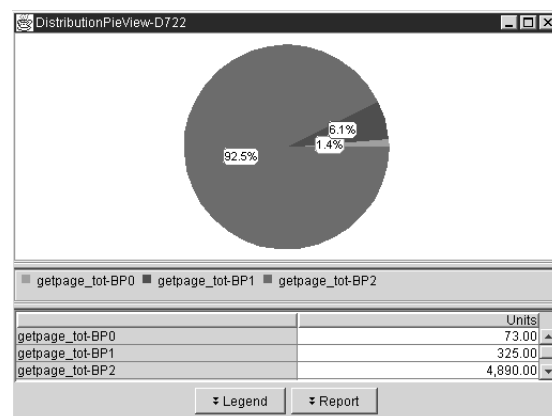 DistributionPieView-D722
6.1%
1.4%
92.5%
getpage_tot-BP0 getpage_tot-BP1 getpage_tot-BP2
Units
getpage_tot-BP0 73.00
getpage_tot-BP1 325.00
getpage_tot-BP2 4,890.00
Legend Report